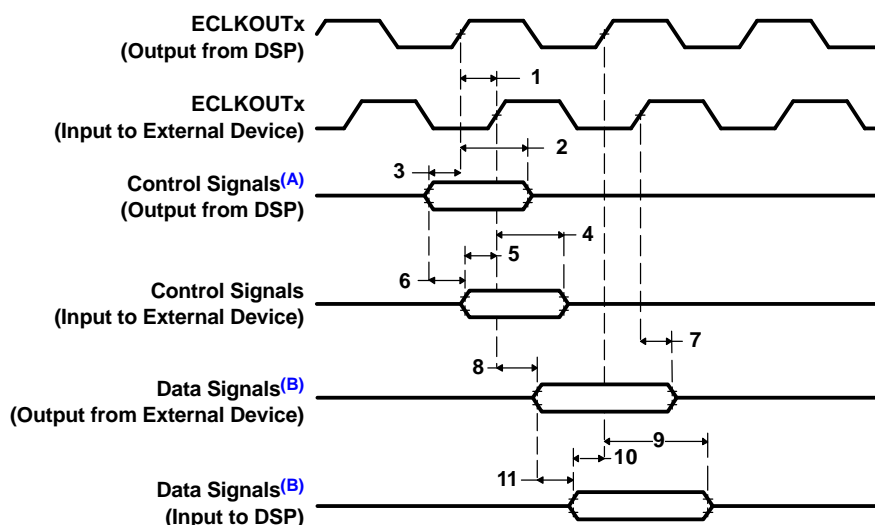 ECLKOUTx
(Output from DSP)
1
ECLKOUTx
(Input to External Device)
2
3
Control Signals(A)
(Output from DSP)
4
5
6
Control Signals
(Input to External Device)
7
8
Data Signals(B)
(Output from External Device)
9
10
11
Data Signals(B)
(Input to DSP)